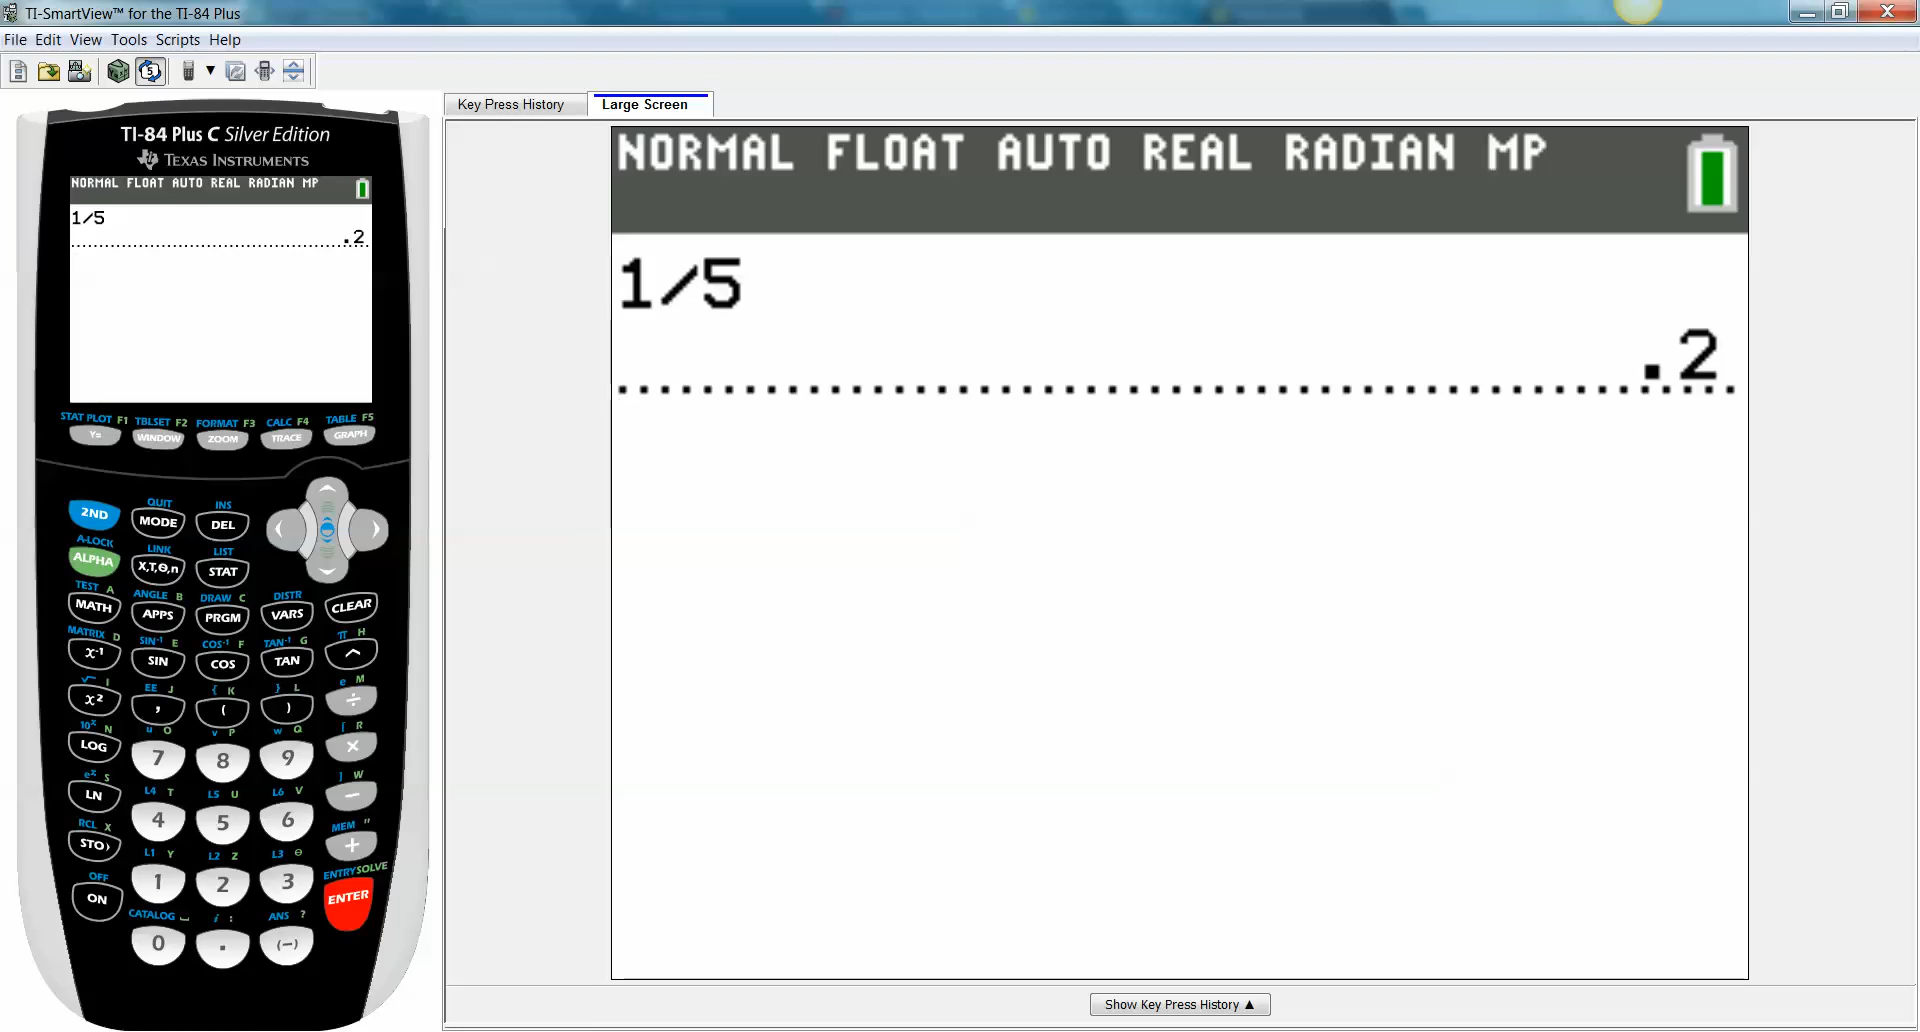 TI-SmartView™ for the TI-84 Plus
File Edit View Tools Scripts Help
Key Press History Large Screen
TI-84 Plus C Silver Edition
TEXAS INSTRUMENTS
NORMAL FLOAT AUTO REAL RADIAN MP
1/5
.2
STAT PLOT F1 TBLSET F2 FORMAT F3 CALC F4 TABLE F5
Y= WINDOW ZOOM TRACE GRAPH
QUIT INS
2ND MODE DEL
A-LOCK LINK LIST
ALPHA X,T,Θ,n STAT
TEST A ANGLE B DRAW C DISTR
MATH APPS PRGM VARS CLEAR
MATRIX D SIN⁻¹ E COS⁻¹ F TAN⁻¹ G π H
x⁻¹ SIN COS TAN ^
√ I EE J { K } L e M
x² , ( ) ÷
10ˣ N u O v P w Q [ R
LOG 7 8 9 ×
eˣ S L4 T L5 U L6 V ] W
LN 4 5 6 −
RCL X L1 Y L2 Z L3 Θ MEM "
STO› 1 2 3 +
OFF CATALOG ⎵ i : ANS ? ENTRY SOLVE
ON 0 . (−) ENTER
NORMAL FLOAT AUTO REAL RADIAN MP
1/5
.2
Show Key Press History ▲